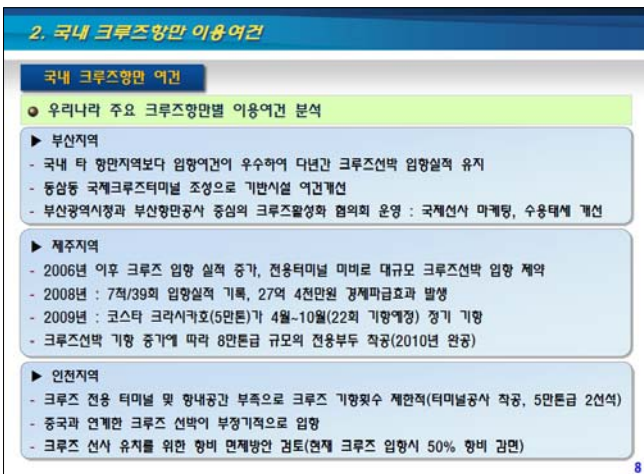 2. 국내 크루즈항만 이용여건
국내 크루즈항만 여건
우리나라 주요 크루즈항만별 이용여건 분석
▶ 부산지역
- 국내 타 항만지역보다 입항여건이 우수하여 다년간 크루즈선박 입항실적 유지
- 동삼동 국제크루즈터미널 조성으로 기반시설 여건개선
- 부산광역시청과 부산항만공사 중심의 크루즈활성화 협의회 운영 : 국제선사 마케팅, 수용태세 개선
▶ 제주지역
- 2006년 이후 크루즈 입항 실적 증가, 전용터미널 미비로 대규모 크루즈선박 입항 제약
- 2008년 : 7척/39회 입항실적 기록, 27억 4천만원 경제파급효과 발생
- 2009년 : 코스타 크라시카호(5만톤)가 4월~10월(22회 기항예정) 정기 기항
- 크루즈선박 기항 증가에 따라 8만톤급 규모의 전용부두 착공(2010년 완공)
▶ 인천지역
- 크루즈 전용 터미널 및 항내공간 부족으로 크루즈 기항횟수 제한적(터미널공사 착공, 5만톤급 2선석)
- 중국과 연계한 크루즈 선박이 부정기적으로 입항
- 크루즈 선사 유치를 위한 항비 면제방안 검토(현재 크루즈 입항시 50% 항비 감면)
8